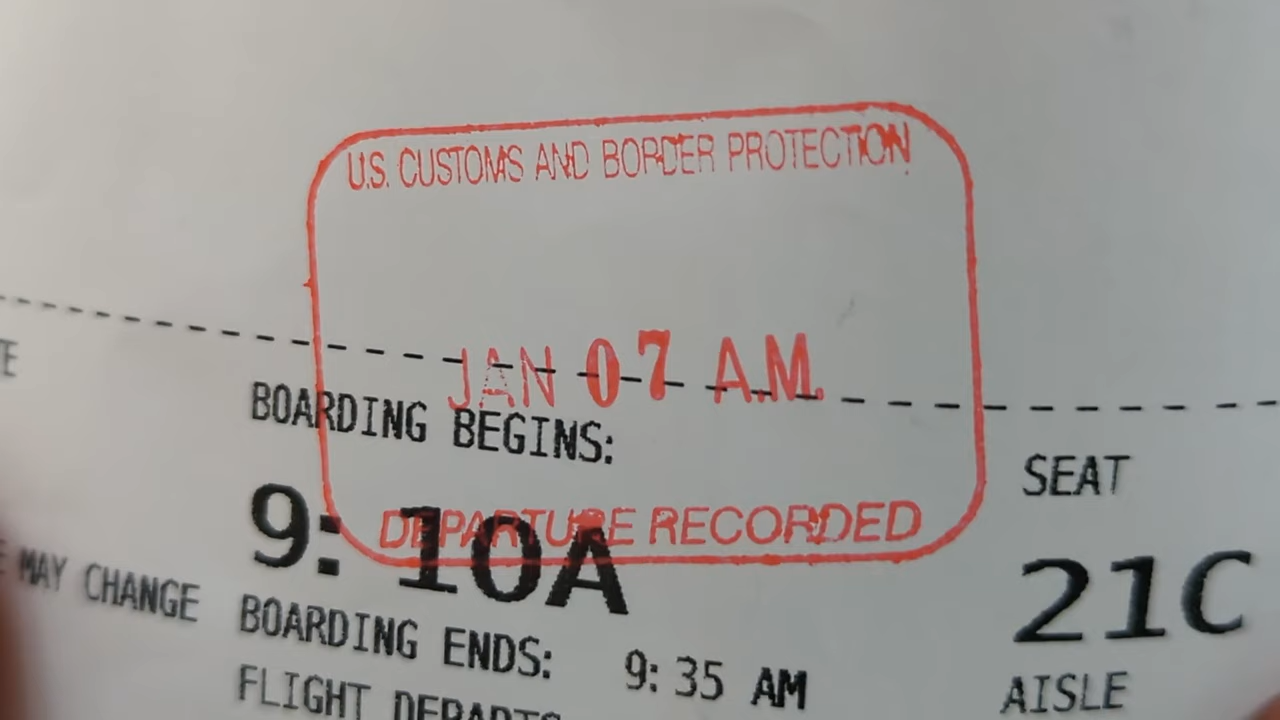 U.S. CUSTOMS AND BORDER PROTECTION
JAN 07 A.M.
DEPARTURE RECORDED
BOARDING BEGINS:
9:10A
MAY CHANGE
BOARDING ENDS: 9:35 AM
FLIGHT DEPARTS
SEAT
21C
AISLE